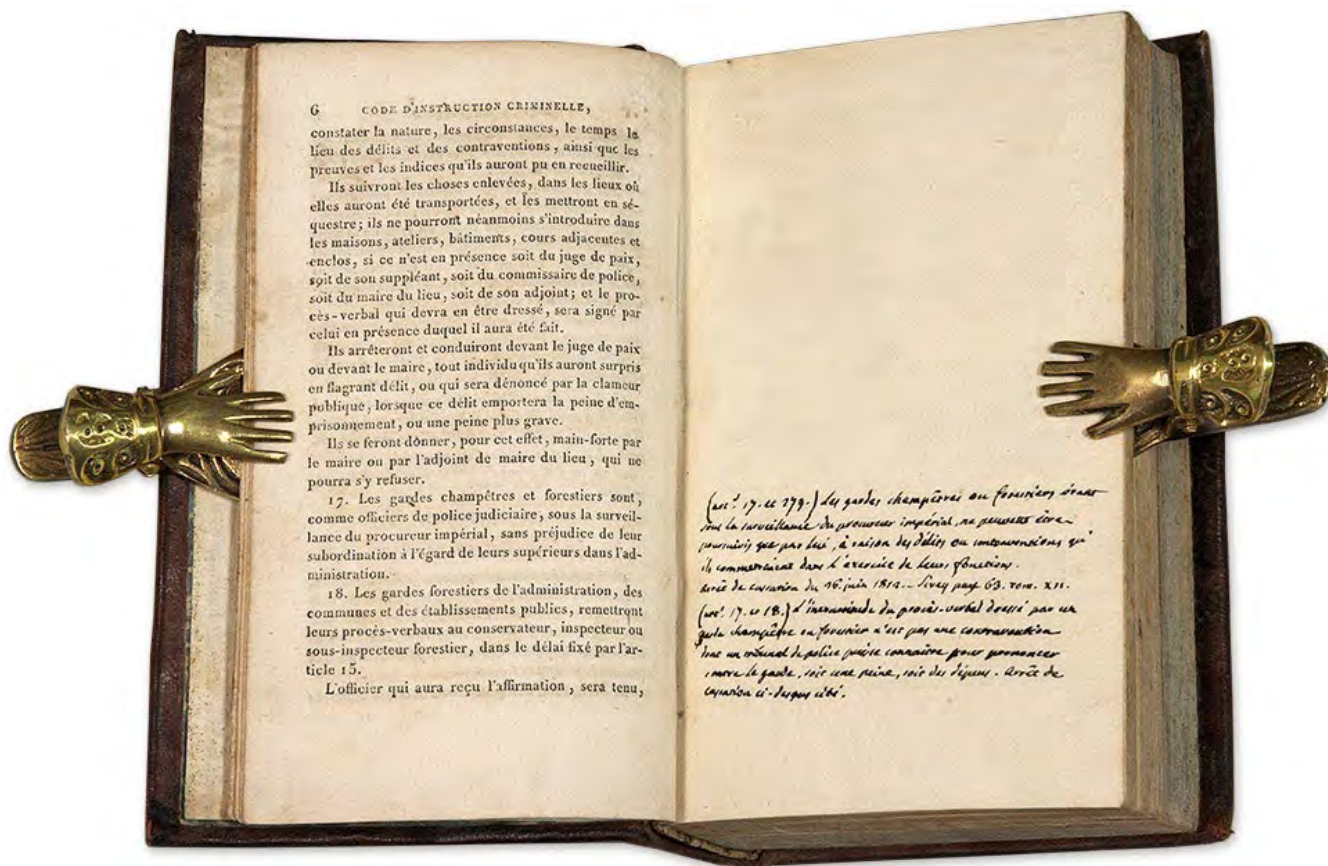 6 CODE D'INSTRUCTION CRIMINELLE,
constater la nature, les circonstances, le temps le
lieu des délits et des contraventions, ainsi que les
preuves et les indices qu'ils auront pu en recueillir.
Ils suivront les choses enlevées, dans les lieux où
elles auront été transportées, et les mettront en sé-
questre; ils ne pourront néanmoins s'introduire dans
les maisons, ateliers, bâtiments, cours adjacentes et
enclos, si ce n'est en présence soit du juge de paix,
soit de son suppléant, soit du commissaire de police,
soit du maire du lieu, soit de son adjoint; et le pro-
cès-verbal qui devra en être dressé, sera signé par
celui en présence duquel il aura été fait.
Ils arrêteront et conduiront devant le juge de paix
ou devant le maire, tout individu qu'ils auront surpris
en flagrant délit, ou qui sera dénoncé par la clameur
publique, lorsque ce délit emportera la peine d'em-
prisonnement, ou une peine plus grave.
Ils se feront donner, pour cet effet, main-forte par
le maire ou par l'adjoint de maire du lieu, qui ne
pourra s'y refuser.
17. Les gardes champêtres et forestiers sont,
comme officiers de police judiciaire, sous la surveil-
lance du procureur impérial, sans préjudice de leur
subordination à l'égard de leurs supérieurs dans l'ad-
ministration.
18. Les gardes forestiers de l'administration, des
communes et des établissements publics, remettront
leurs procès-verbaux au conservateur, inspecteur ou
sous-inspecteur forestier, dans le délai fixé par l'ar-
ticle 15.
L'officier qui aura reçu l'affirmation, sera tenu,
(art. 17. et 279.) Les gardes champêtres ou forestiers étant
sous la surveillance du procureur impérial, ne peuvent être
poursuivis que par lui, à raison des délits ou contraventions qu'
ils commettraient dans l'exercice de leurs fonctions.
arrêt de cassation du 26 juin 1812. - Sirey page 63. tom. XII.
(art. 17. et 18.) L'inexactitude du procès-verbal dressé par un
garde champêtre ou forestier n'est pas une contravention
dont un tribunal de police puisse connaître pour prononcer
contre le garde, soit une peine, soit des dépens. arrêt de
cassation ci-dessus cité.